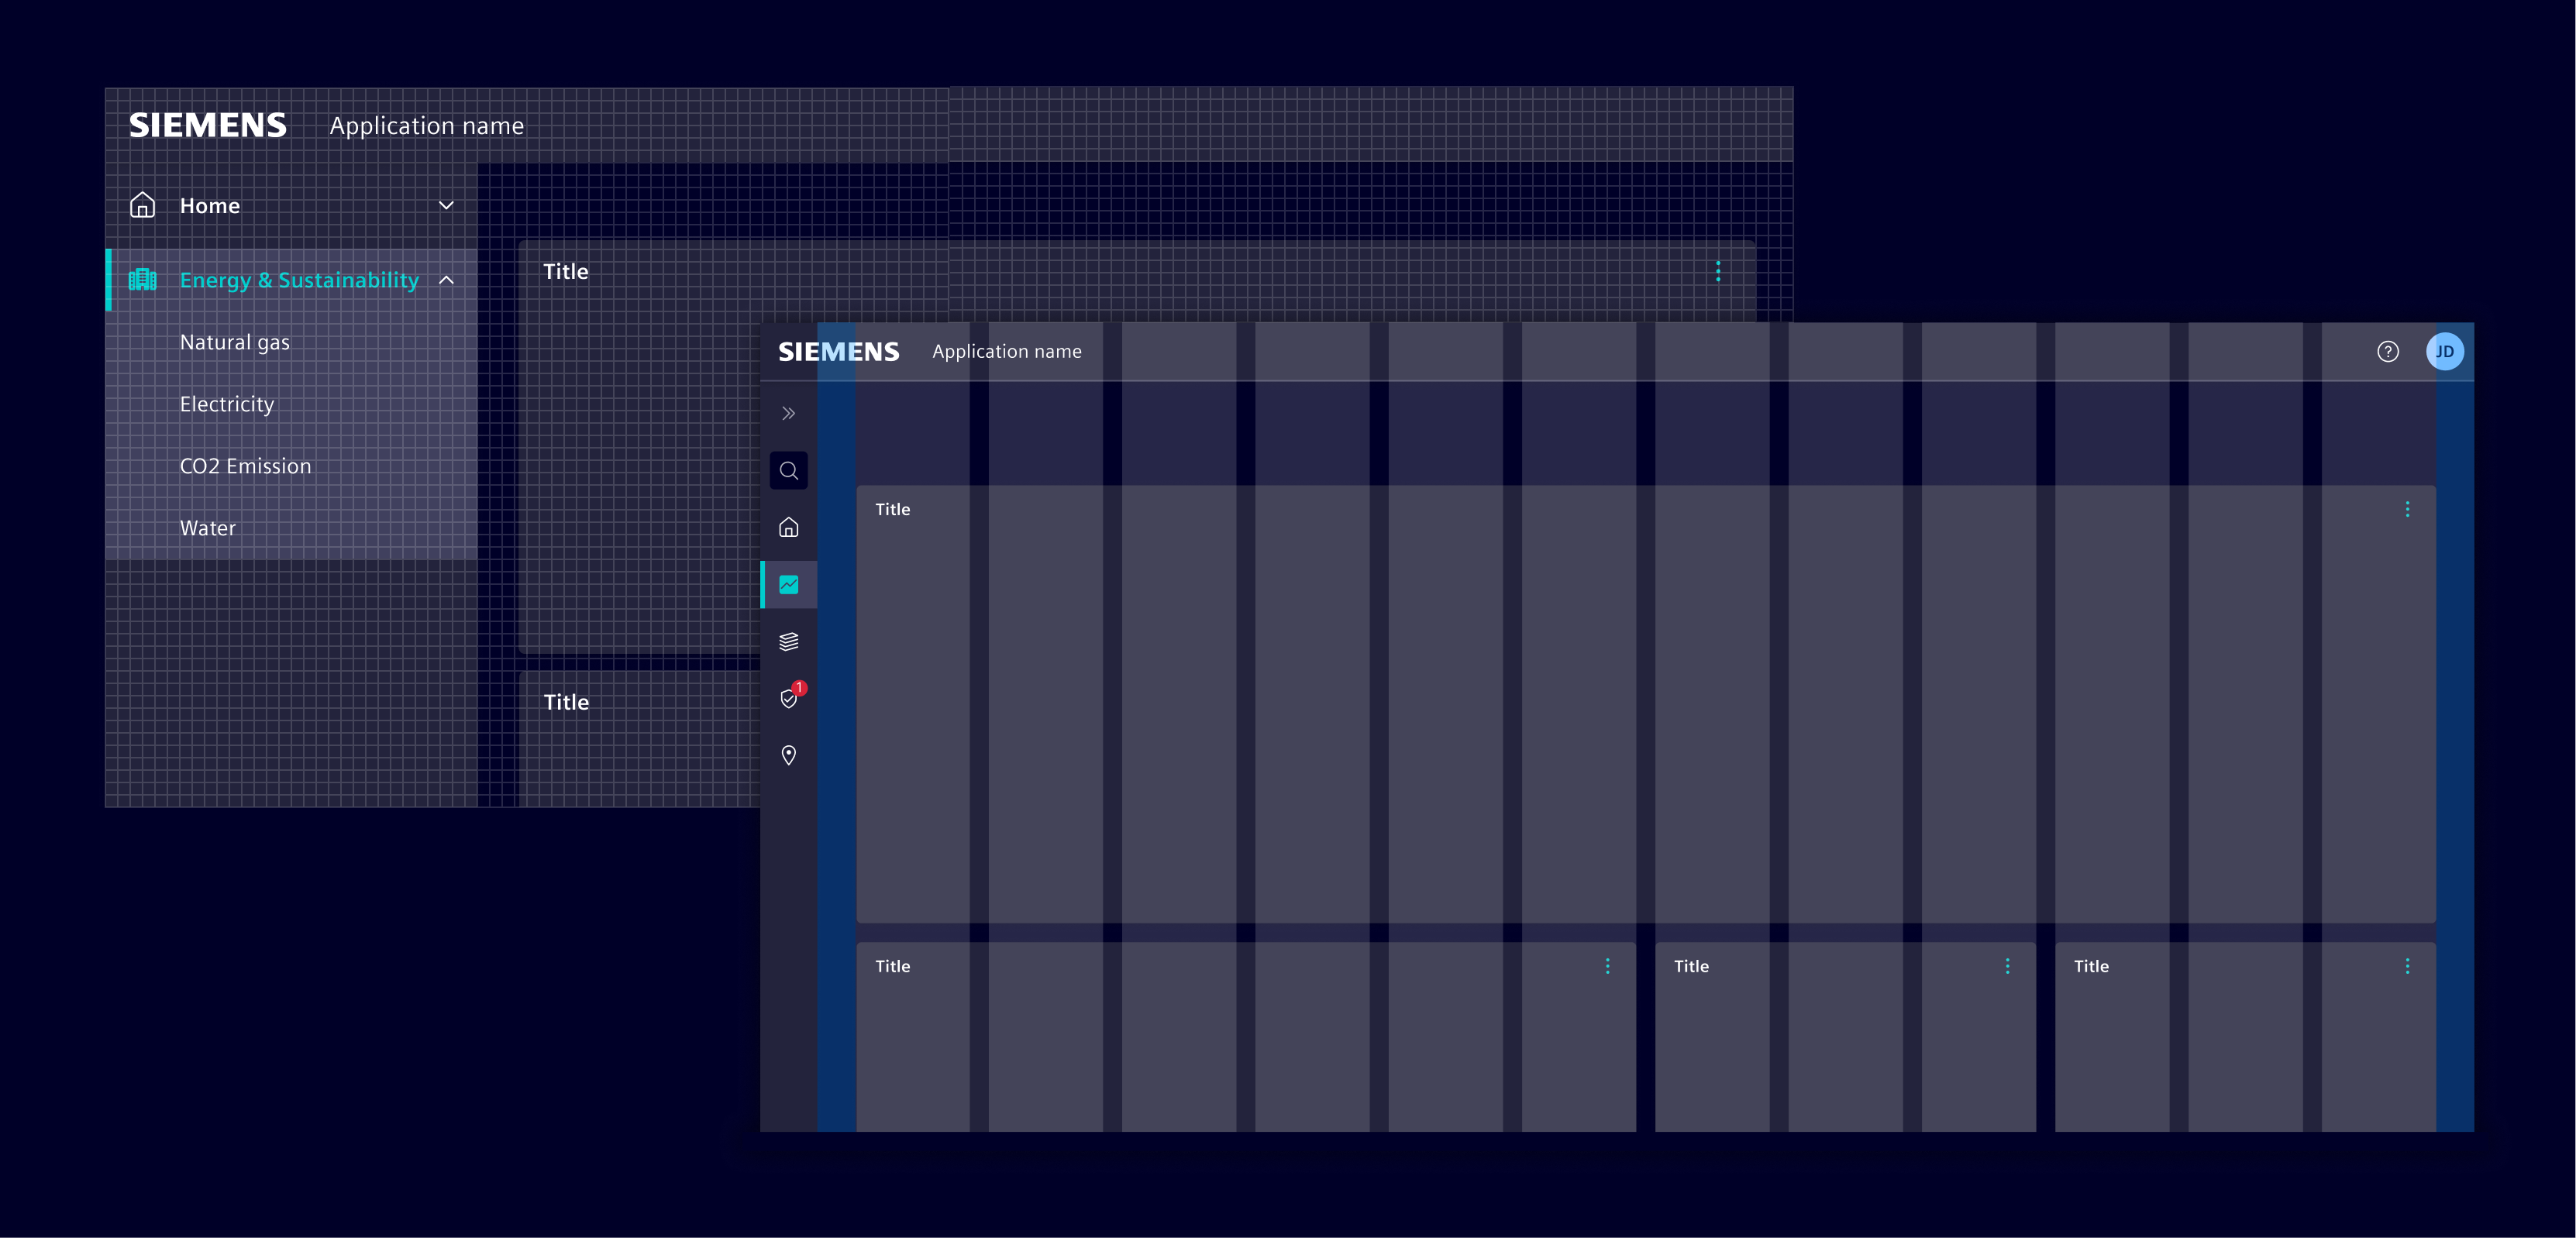 SIEMENS Application name
Home
Energy & Sustainability
Natural gas
Electricity
CO2 Emission
Water
Title
Title
SIEMENS Application name
? JD
1
Title
Title
Title
Title